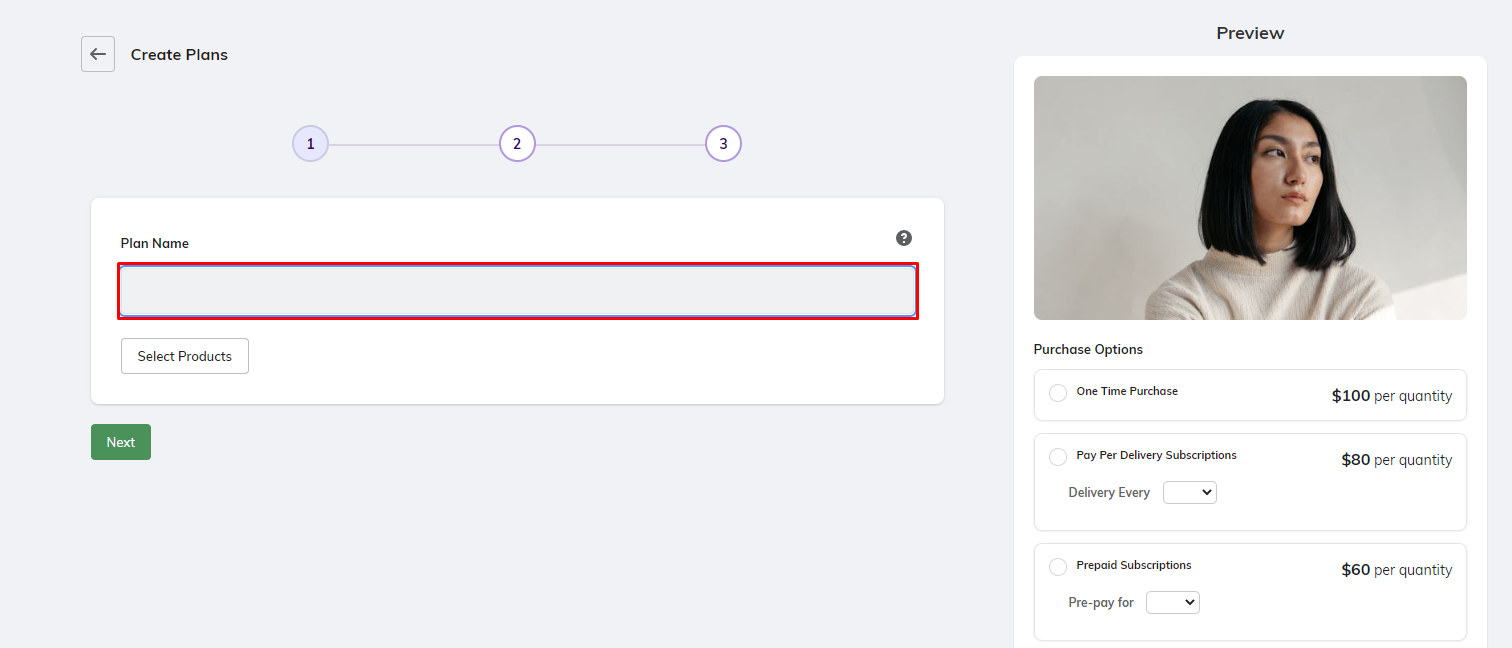 Create Plans
1
2
3
Plan Name
?
Select Products
Next
Preview
Purchase Options
One Time Purchase
$100 per quantity
Pay Per Delivery Subscriptions
$80 per quantity
Delivery Every
Prepaid Subscriptions
$60 per quantity
Pre-pay for